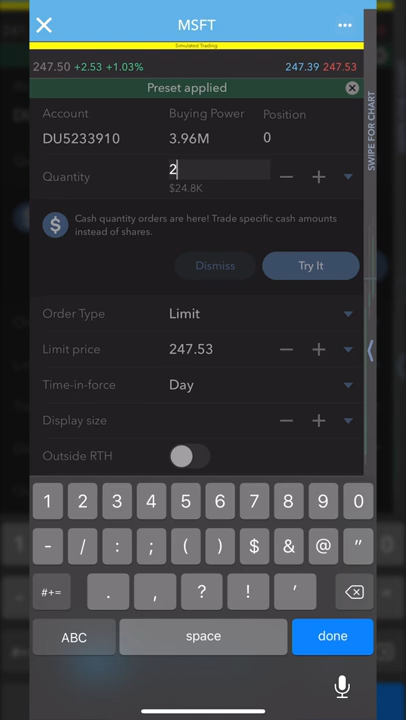 MSFT
Simulated Trading
247.50 +2.53 +1.03% 247.39 247.53
Preset applied
Account Buying Power Position
DU5233910 3.96M 0
SWIPE FOR CHART
Quantity 2
$24.8K
Cash quantity orders are here! Trade specific cash amounts
instead of shares.
Dismiss Try It
Order Type Limit
Limit price 247.53
Time-in-force Day
Display size
Outside RTH
1 2 3 4 5 6 7 8 9 0
- / : ; ( ) $ & @ "
#+= . , ? ! '
ABC space done